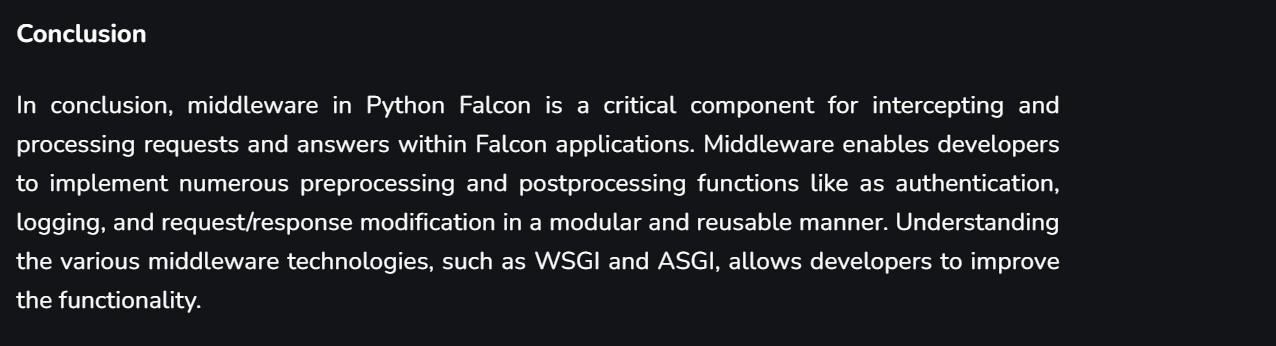 Conclusion
In conclusion, middleware in Python Falcon is a critical component for intercepting and
processing requests and answers within Falcon applications. Middleware enables developers
to implement numerous preprocessing and postprocessing functions like as authentication,
logging, and request/response modification in a modular and reusable manner. Understanding
the various middleware technologies, such as WSGI and ASGI, allows developers to improve
the functionality.